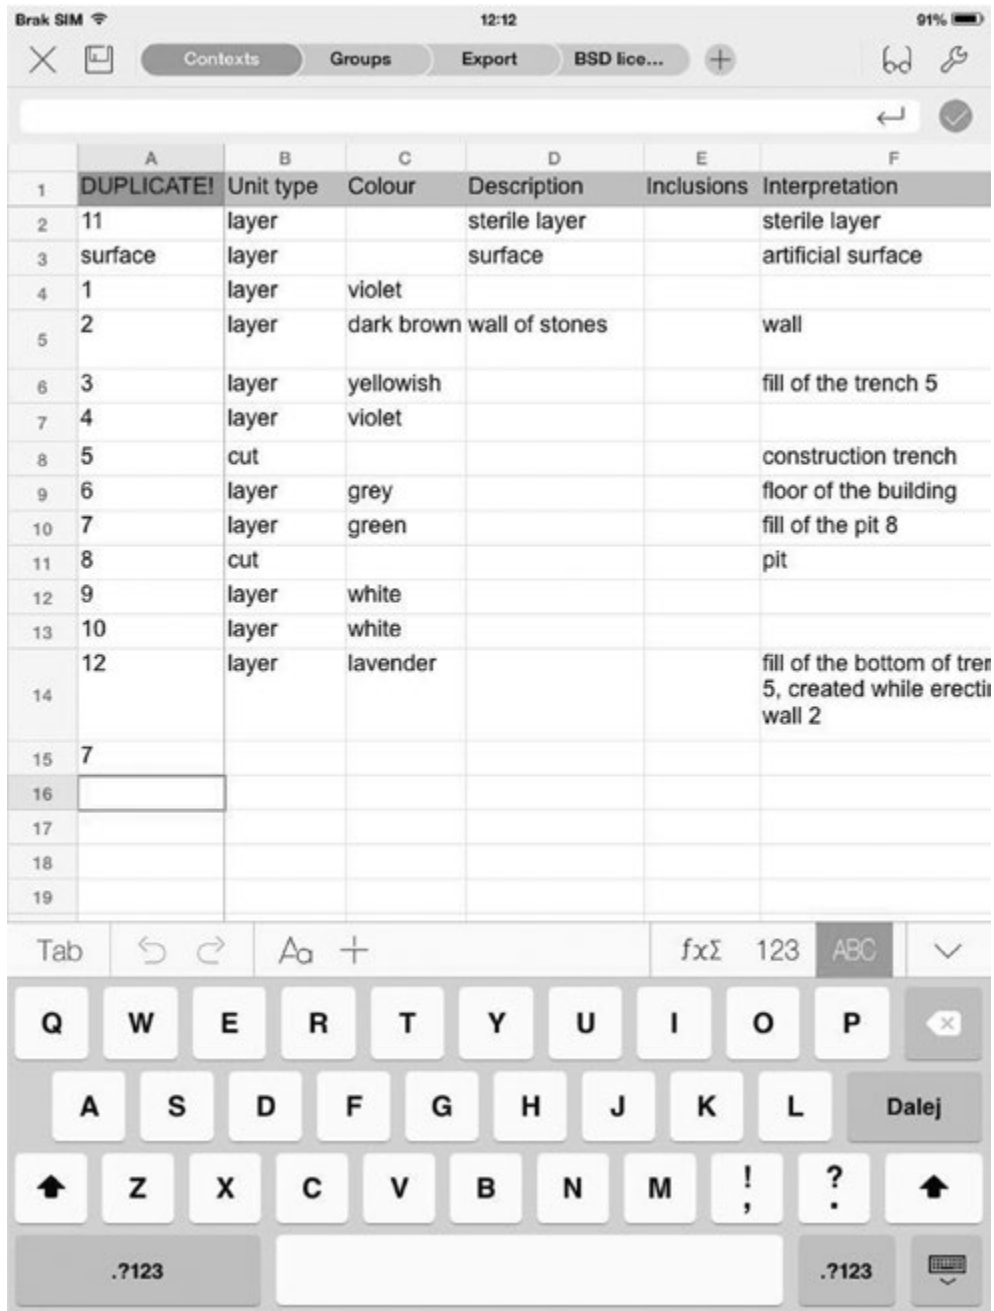 Brak SIM 12:12 91%
Contexts Groups Export BSD lice... +
A B C D E F
1 DUPLICATE! Unit type Colour Description Inclusions Interpretation
2 11 layer sterile layer sterile layer
3 surface layer surface artificial surface
4 1 layer violet
5 2 layer dark brown wall of stones wall
6 3 layer yellowish fill of the trench 5
7 4 layer violet
8 5 cut construction trench
9 6 layer grey floor of the building
10 7 layer green fill of the pit 8
11 8 cut pit
12 9 layer white
13 10 layer white
14 12 layer lavender fill of the bottom of tren
5, created while erectin
wall 2
15 7
16
17
18
19
Tab Aa + fxΣ 123 ABC
Q W E R T Y U I O P
A S D F G H J K L Dalej
Z X C V B N M ! , ? .
.?123 .?123